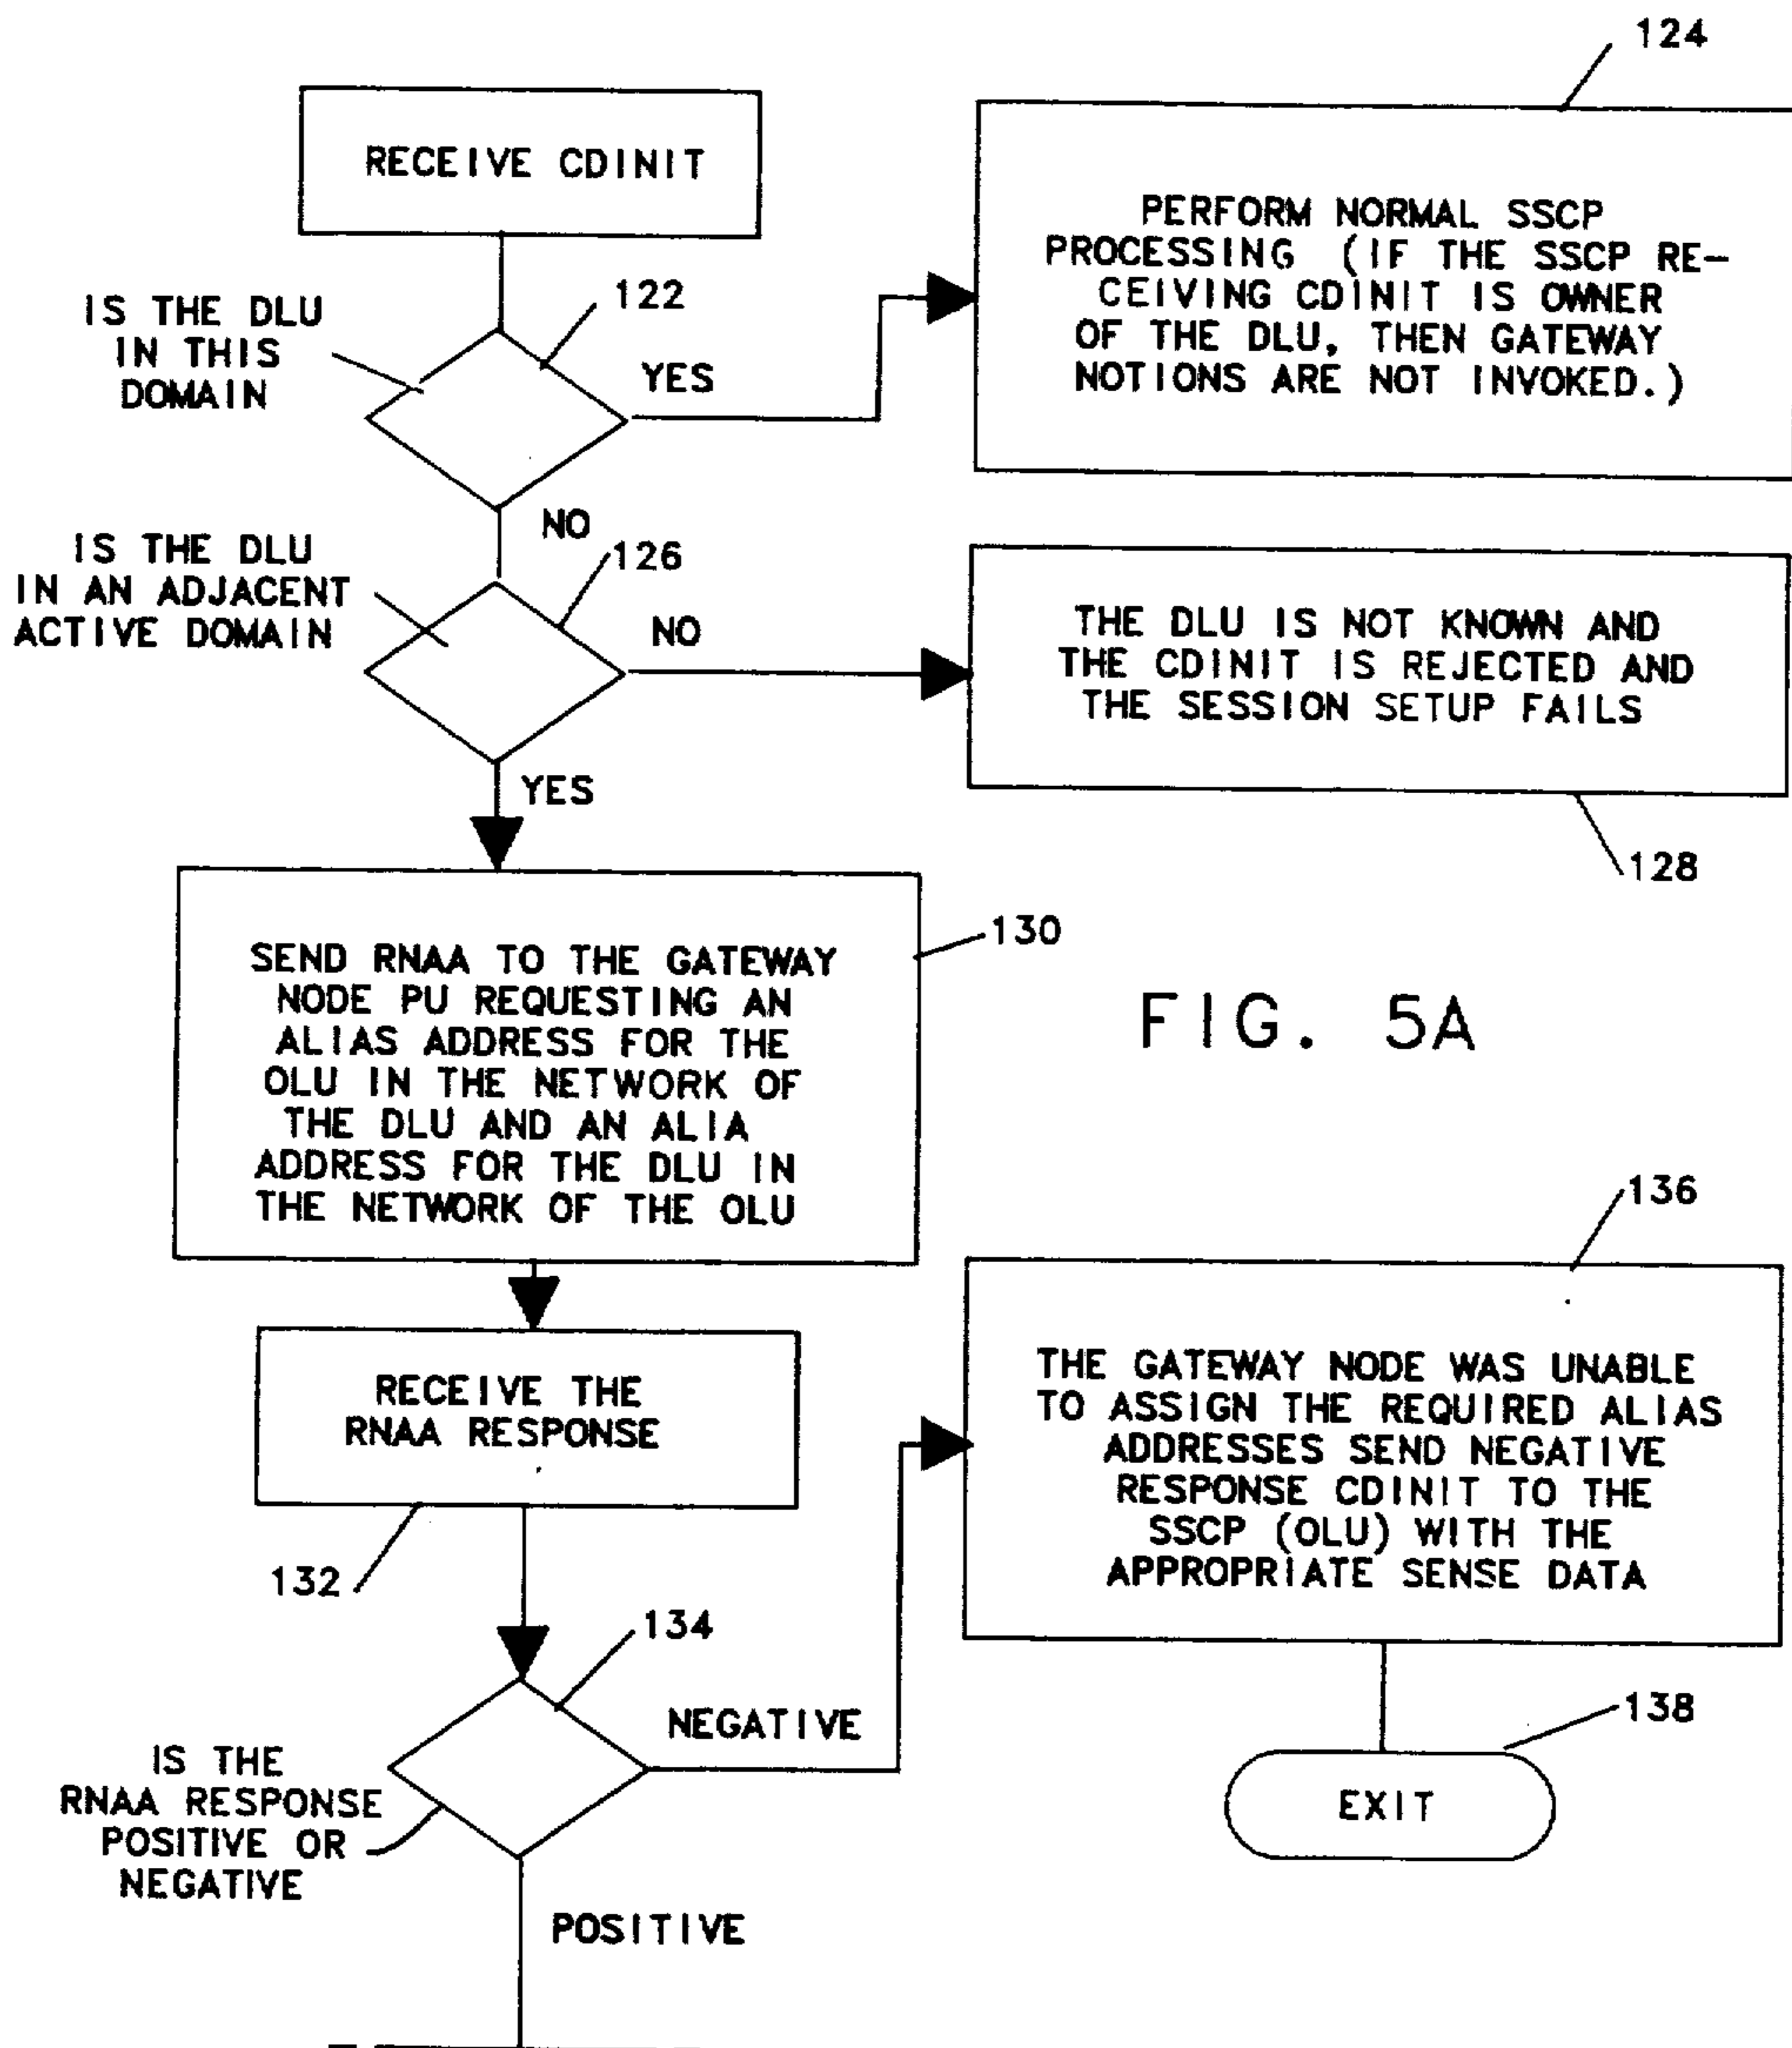 124
RECEIVE CDINIT
PERFORM NORMAL SSCP
PROCESSING (IF THE SSCP RE-
CEIVING CDINIT IS OWNER
OF THE DLU, THEN GATEWAY
NOTIONS ARE NOT INVOKED.)
IS THE DLU
IN THIS
DOMAIN
122
YES
NO
IS THE DLU
IN AN ADJACENT
ACTIVE DOMAIN
126
NO
THE DLU IS NOT KNOWN AND
THE CDINIT IS REJECTED AND
THE SESSION SETUP FAILS
YES
128
SEND RNAA TO THE GATEWAY
NODE PU REQUESTING AN
ALIAS ADDRESS FOR THE
OLU IN THE NETWORK OF
THE DLU AND AN ALIA
ADDRESS FOR THE DLU IN
THE NETWORK OF THE OLU
130
FIG. 5A
136
RECEIVE THE
RNAA RESPONSE
THE GATEWAY NODE WAS UNABLE
TO ASSIGN THE REQUIRED ALIAS
ADDRESSES SEND NEGATIVE
RESPONSE CDINIT TO THE
SSCP (OLU) WITH THE
APPROPRIATE SENSE DATA
132
134
NEGATIVE
138
IS THE
RNAA RESPONSE
POSITIVE OR
NEGATIVE
EXIT
POSITIVE